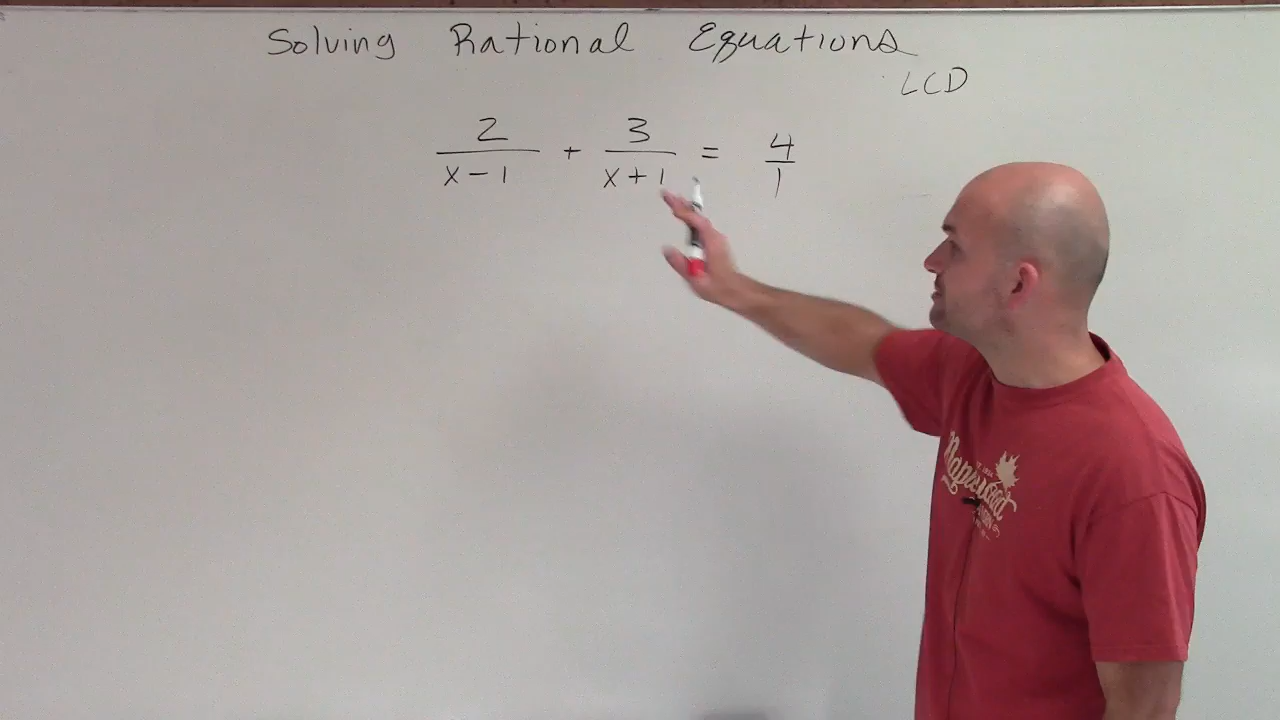 Solving Rational Equations
LCD
2 3 4
— + — = —
x - 1 x + 1 1